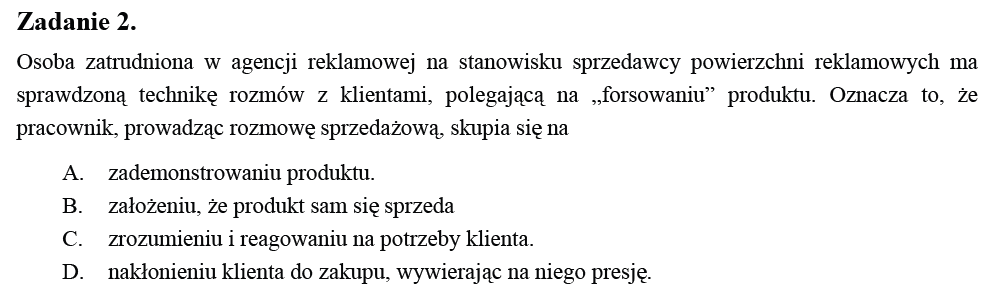 Zadanie 2.
Osoba zatrudniona w agencji reklamowej na stanowisku sprzedawcy powierzchni reklamowych ma
sprawdzoną technikę rozmów z klientami, polegającą na „forsowaniu” produktu. Oznacza to, że
pracownik, prowadząc rozmowę sprzedażową, skupia się na
A. zademonstrowaniu produktu.
B. założeniu, że produkt sam się sprzeda
C. zrozumieniu i reagowaniu na potrzeby klienta.
D. nakłonieniu klienta do zakupu, wywierając na niego presję.